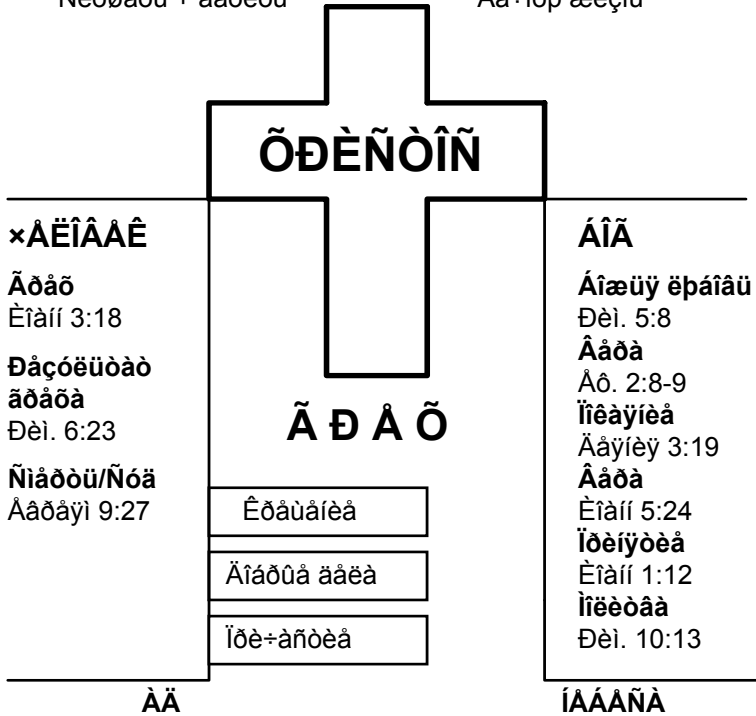 ÕÐÈÑÒÎÑ
×ÅËÎÂÅÊ
Ãðåõ
Èîàíí 3:18
Ðåçóëüòàò
ãðåõà
Ðèì. 6:23
Ñìåðòü/Ñóä
Åâðåÿì 9:27
Ã Ð Å Õ
Êðåùåíèå
Äîáðûå äåëà
Ïðè÷àñòèå
ÁÎÃ
Áîæüÿ ëþáîâü
Ðèì. 5:8
Âåðà
Åô. 2:8-9
Ïîêàÿíèå
Äåÿíèÿ 3:19
Âåðà
Èîàíí 5:24
Ïðèíÿòèå
Èîàíí 1:12
Ìîëèòâà
Ðèì. 10:13
ÀÄ
ÍÅÁÅÑÀ